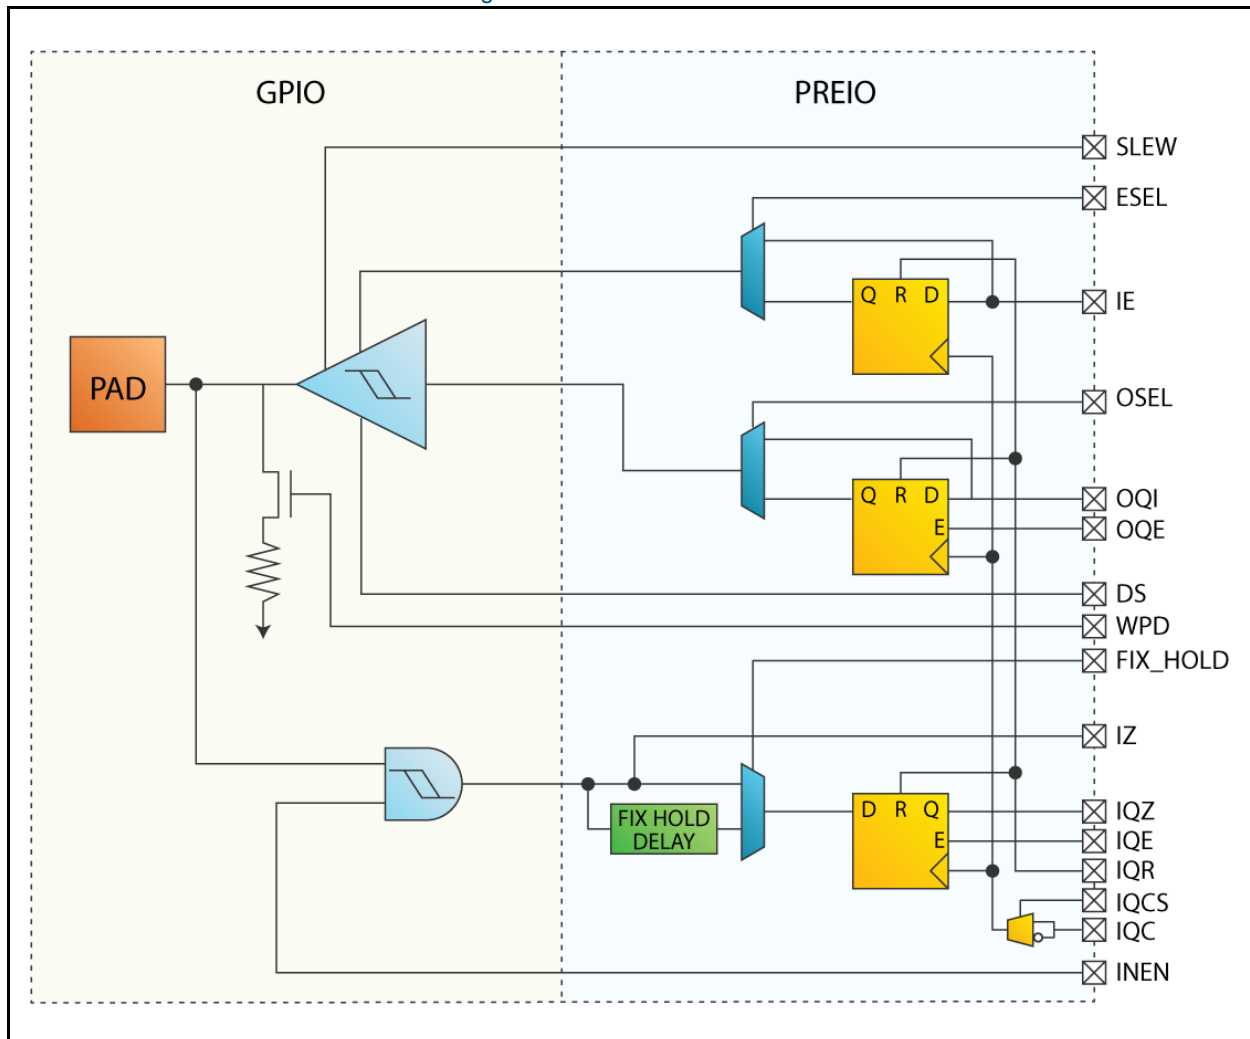 GPIO
PREIO
SLEW
ESEL
Q R D
IE
PAD
OSEL
Q R D
OQI
E
OQE
DS
WPD
FIX_HOLD
IZ
FIX HOLD
DELAY
D R Q
IQZ
E
IQE
IQR
IQCS
IQC
INEN